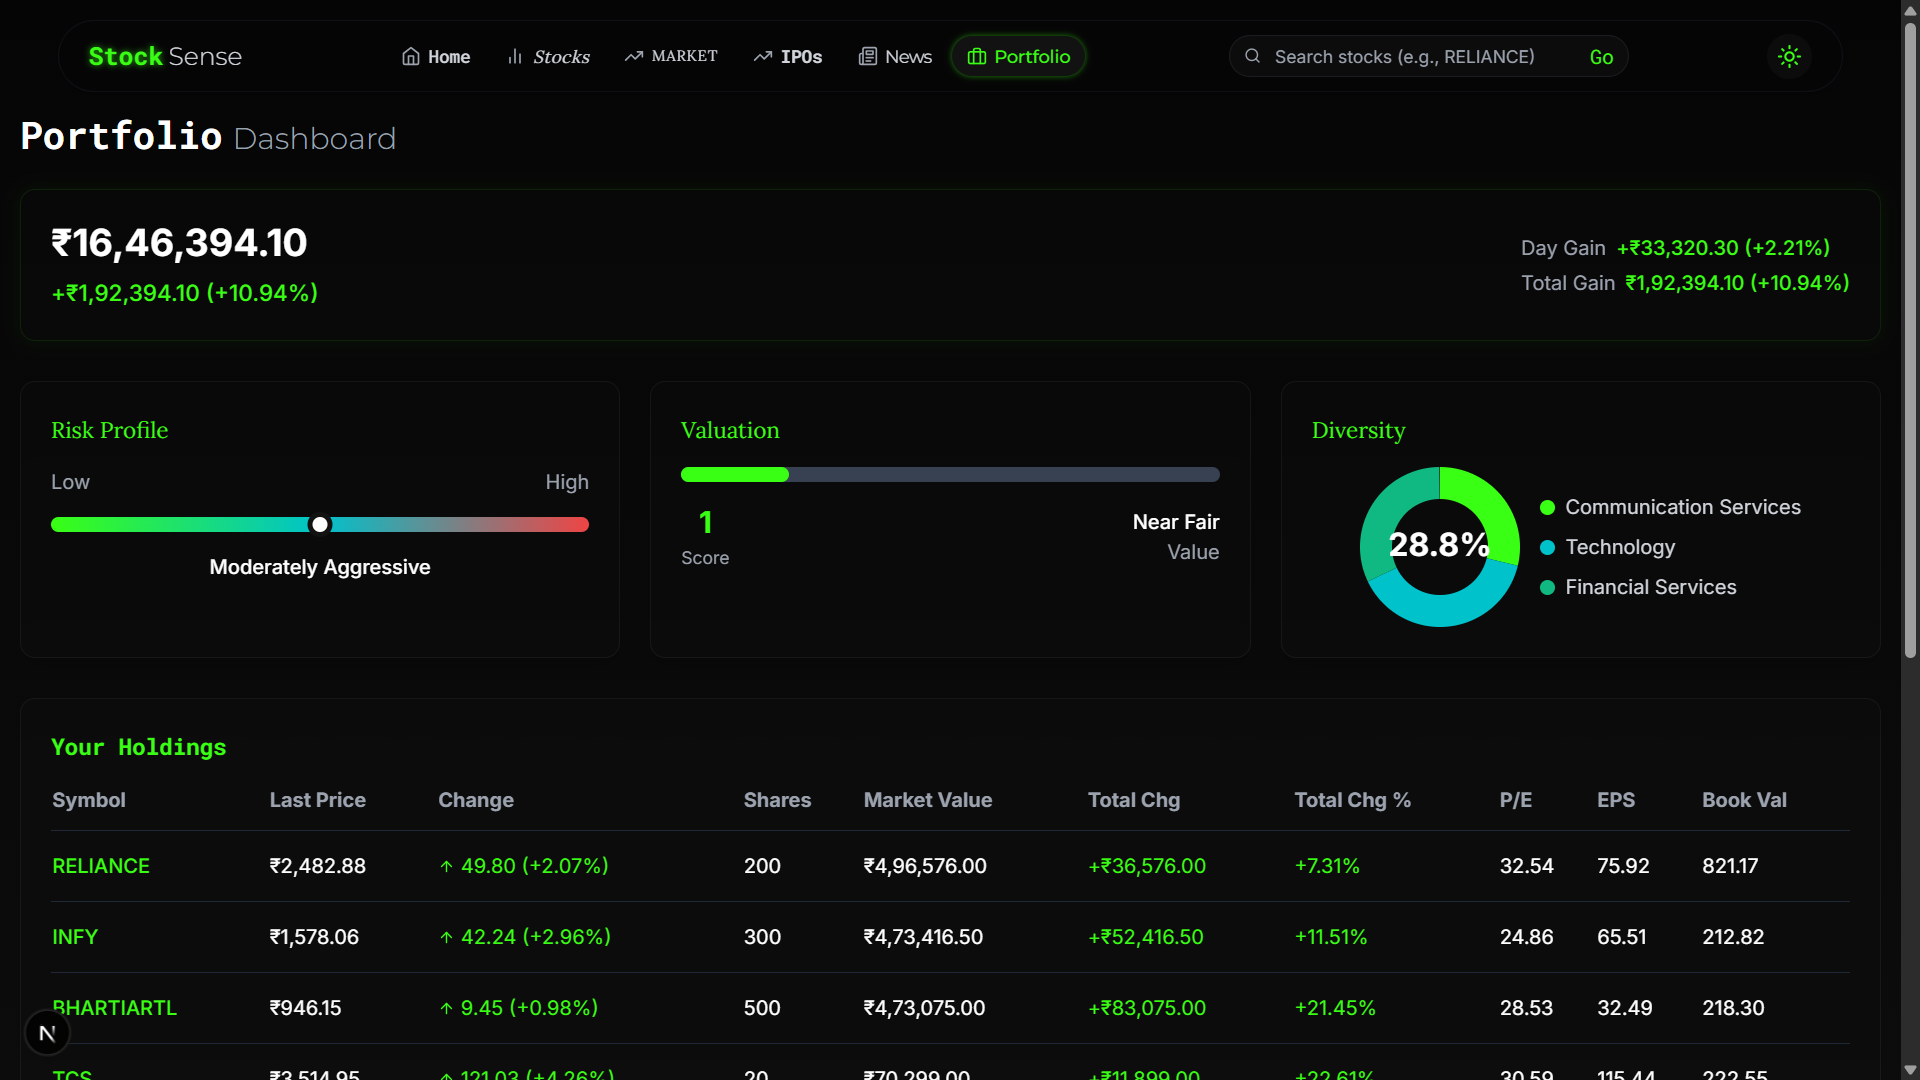 Stock Sense Home Stocks MARKET IPOs News Portfolio Search stocks (e.g., RELIANCE) Go
Portfolio Dashboard
₹16,46,394.10
+₹1,92,394.10 (+10.94%)
Day Gain +₹33,320.30 (+2.21%)
Total Gain ₹1,92,394.10 (+10.94%)
Risk Profile
Low High
Moderately Aggressive
Valuation
1 Near Fair
Score Value
Diversity
28.8%
Communication Services
Technology
Financial Services
Your Holdings
Symbol Last Price Change Shares Market Value Total Chg Total Chg % P/E EPS Book Val
RELIANCE ₹2,482.88 ↑ 49.80 (+2.07%) 200 ₹4,96,576.00 +₹36,576.00 +7.31% 32.54 75.92 821.17
INFY ₹1,578.06 ↑ 42.24 (+2.96%) 300 ₹4,73,416.50 +₹52,416.50 +11.51% 24.86 65.51 212.82
BHARTIARTL ₹946.15 ↑ 9.45 (+0.98%) 500 ₹4,73,075.00 +₹83,075.00 +21.45% 28.53 32.49 218.30
N
TCS ₹3,514.95 ↑ 121.03 (+4.26%) 20 ₹70,299.00 +₹11,899.00 +22.61% 30.59 115.44 222.55